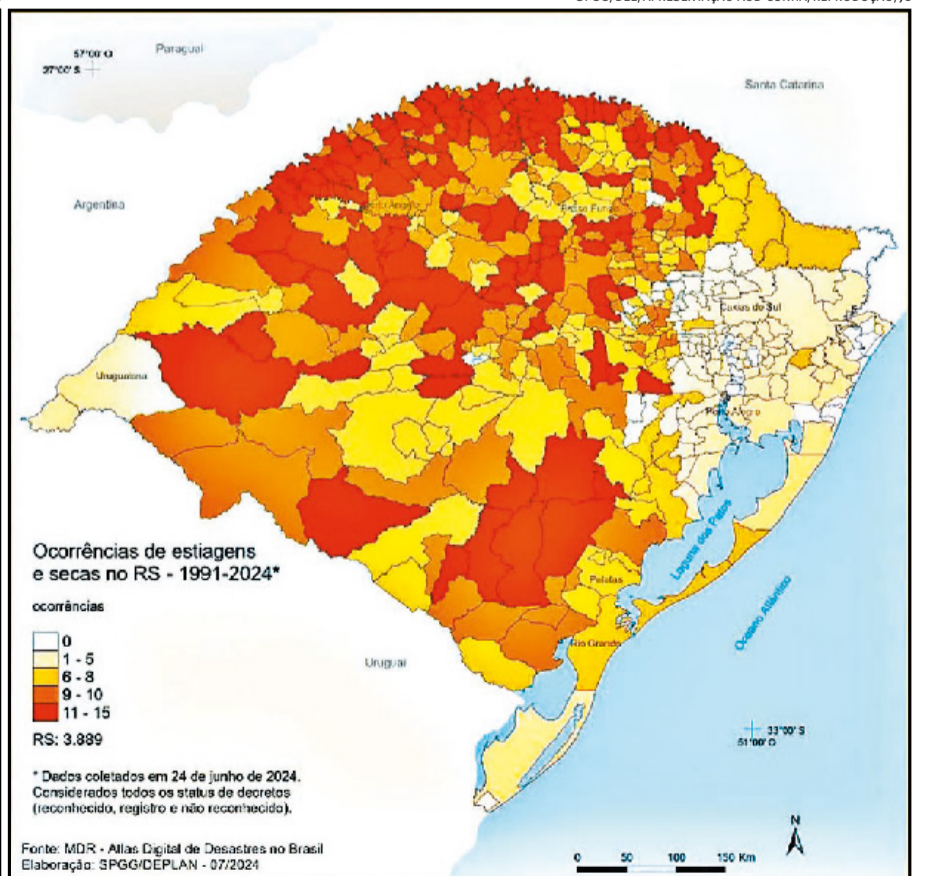 57°00' O
27°00' S
Paraguai
Santa Catarina
Argentina
Passo Fundo
Caxias do Sul
Uruguaiana
Porto Alegre
Laguna dos Patos
Ocorrências de estiagens
e secas no RS - 1991-2024*
Pelotas
Oceano Atlântico
ocorrências
0
1 - 5
6 - 8
9 - 10
11 - 15
Rio Grande
Uruguai
RS: 3.889
33°00' S
51°00' O
* Dados coletados em 24 de junho de 2024.
Considerados todos os status de decretos
(reconhecido, registro e não reconhecido).
N
Fonte: MDR - Atlas Digital de Desastres no Brasil
Elaboração: SPGG/DEPLAN - 07/2024
0 50 100 150 Km